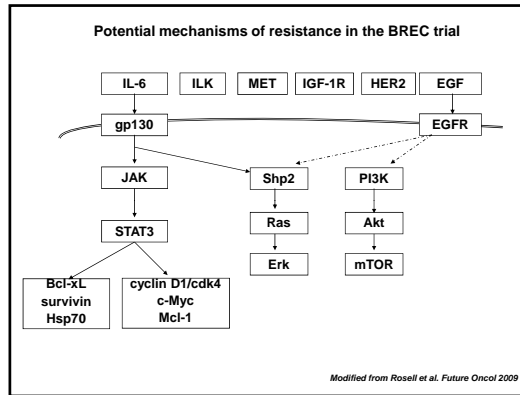 Potential mechanisms of resistance in the BREC trial
IL-6 ILK MET IGF-1R HER2 EGF
gp130 EGFR
JAK Shp2 PI3K
STAT3 Ras Akt
Erk mTOR
Bcl-xL
survivin
Hsp70
cyclin D1/cdk4
c-Myc
Mcl-1
Modified from Rosell et al. Future Oncol 2009